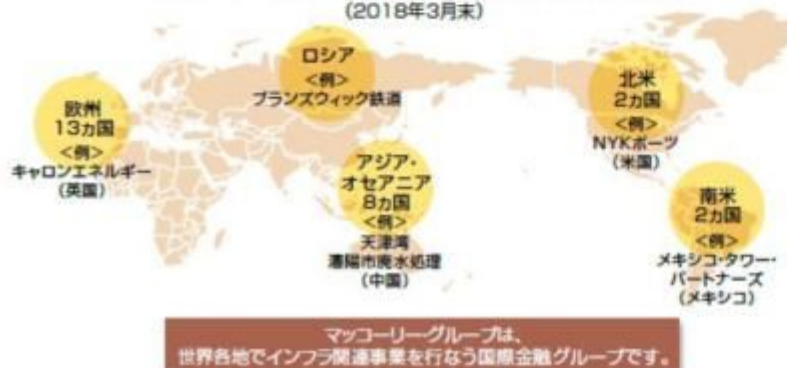 (2018年3月末)
ロシア
<例>
ブランズウィック鉄道
欧州
13カ国
<例>
キャロンエネルギー
(英国)
アジア・
オセアニア
8カ国
<例>
天津湾
瀋陽市廃水処理
(中国)
北米
2カ国
<例>
NYKポーツ
(米国)
南米
2カ国
<例>
メキシコ・タワー・
パートナーズ
(メキシコ)
マッコーリーグループは、
世界各地でインフラ関連事業を行なう国際金融グループです。